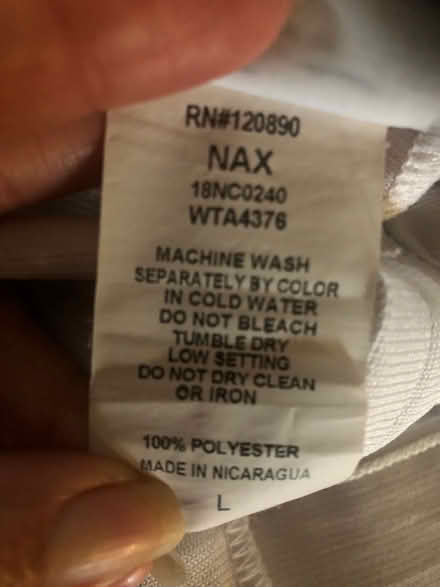 RN#120890
NAX
18NC0240
WTA4376
MACHINE WASH
SEPARATELY BY COLOR
IN COLD WATER
DO NOT BLEACH
TUMBLE DRY
LOW SETTING
DO NOT DRY CLEAN
OR IRON
100% POLYESTER
MADE IN NICARAGUA
L